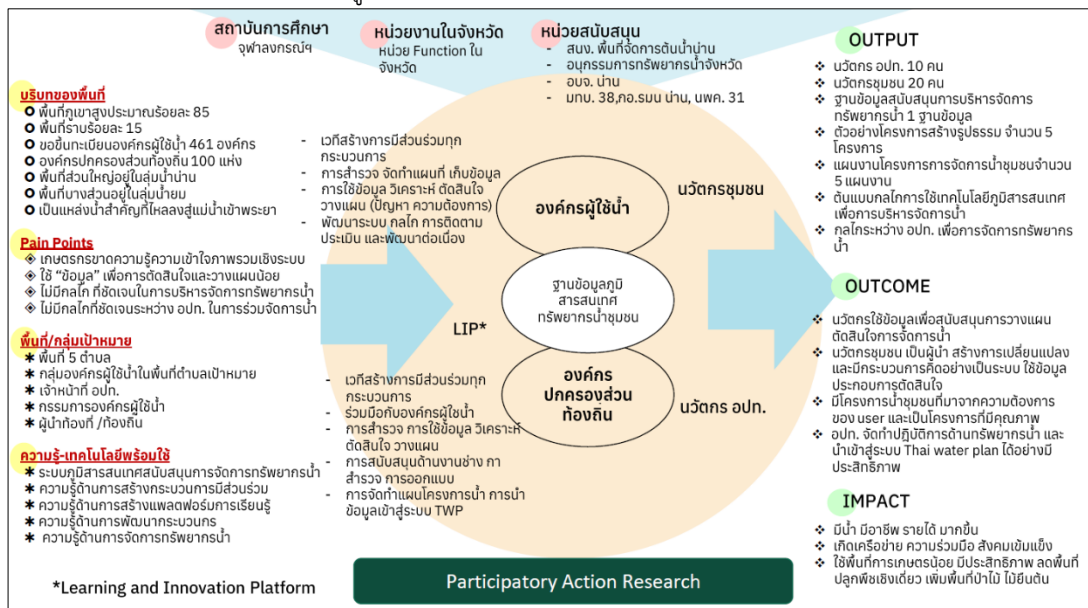 สถาบันการศึกษา
จุฬาลงกรณ์ฯ
หน่วยงานในจังหวัด
หน่วย Function ใน
จังหวัด
หน่วยสนับสนุน
- สนง. พื้นที่จัดการต้นน้ำน่าน
- อนุกรรมการทรัพยากรน้ำจังหวัด
- อบจ. น่าน
- มทบ. 38,กอ.รมน น่าน, นพค. 31
บริบทของพื้นที่
พื้นที่ภูเขาสูงประมาณร้อยละ 85
พื้นที่ราบร้อยละ 15
ขอขึ้นทะเบียนองค์กรผู้ใช้น้ำ 461 องค์กร
องค์กรปกครองส่วนท้องถิ่น 100 แห่ง
พื้นที่ส่วนใหญ่อยู่ในลุ่มน้ำน่าน
พื้นที่บางส่วนอยู่ในลุ่มน้ำยม
เป็นแหล่งน้ำสำคัญที่ไหลลงสู่แม่น้ำเข้าพระยา
Pain Points
เกษตรกรขาดความรู้ความเข้าใจภาพรวมเชิงระบบ
ใช้ “ข้อมูล” เพื่อการตัดสินใจและวางแผนน้อย
ไม่มีกลไก ที่ชัดเจนในการบริหารจัดการทรัพยากรน้ำ
ไม่มีกลไกที่ชัดเจนระหว่าง อปท. ในการร่วมจัดการน้ำ
พื้นที่/กลุ่มเป้าหมาย
พื้นที่ 5 ตำบล
กลุ่มองค์กรผู้ใช้น้ำในพื้นที่ตำบลเป้าหมาย
เจ้าหน้าที่ อปท.
กรรมการองค์กรผู้ใช้น้ำ
ผู้นำท้องที่ /ท้องถิ่น
ความรู้-เทคโนโลยีพร้อมใช้
ระบบภูมิสารสนเทศสนับสนุนการจัดการทรัพยากรน้ำ
ความรู้ด้านการสร้างกระบวนการมีส่วนร่วม
ความรู้ด้านการสร้างแพลตฟอร์มการเรียนรู้
ความรู้ด้านการพัฒนากระบวนกร
ความรู้ด้านการจัดการทรัพยากรน้ำ
*Learning and Innovation Platform
- เวทีสร้างการมีส่วนร่วมทุก
กระบวนการ
- การสำรวจ จัดทำแผนที่ เก็บข้อมูล
- การใช้ข้อมูล วิเคราะห์ ตัดสินใจ
วางแผน (ปัญหา ความต้องการ)
- พัฒนาระบบ กลไก การติดตาม
ประเมิน และพัฒนาต่อเนื่อง
LIP*
- เวทีสร้างการมีส่วนร่วมทุก
กระบวนการ
- ร่วมมือกับองค์กรผู้ใช้น้ำ
- การสำรวจ การใช้ข้อมูล วิเคราะห์
ตัดสินใจ วางแผน
- การสนับสนุนด้านงานช่าง กา
สำรวจ การออกแบบ
- การจัดทำแผนโครงการน้ำ การนำ
ข้อมูลเข้าสู่ระบบ TWP
องค์กรผู้ใช้น้ำ
ฐานข้อมูลภูมิ
สารสนเทศ
ทรัพยากรน้ำชุมชน
องค์กร
ปกครองส่วน
ท้องถิ่น
นวัตกรชุมชน
นวัตกร อปท.
Participatory Action Research
OUTPUT
นวัตกร อปท. 10 คน
นวัตกรชุมชน 20 คน
ฐานข้อมูลสนับสนุนการบริหารจัดการ
ทรัพยากรน้ำ 1 ฐานข้อมูล
ตัวอย่างโครงการสร้างรูปธรรม จำนวน 5
โครงการ
แผนงานโครงการการจัดการน้ำชุมชนจำนวน
5 แผนงาน
ต้นแบบกลไกการใช้เทคโนโลยีภูมิสารสนเทศ
เพื่อการบริหารจัดการน้ำ
กลไกระหว่าง อปท. เพื่อการจัดการทรัพยากร
น้ำ
OUTCOME
นวัตกรใช้ข้อมูลเพื่อสนับสนุนการวางแผน
ตัดสินใจการจัดการน้ำ
นวัตกรชุมชน เป็นผู้นำ สร้างการเปลี่ยนแปลง
และมีกระบวนการคิดอย่างเป็นระบบ ใช้ข้อมูล
ประกอบการตัดสินใจ
มีโครงการน้ำชุมชนที่มาจากความต้องการ
ของ user และเป็นโครงการที่มีคุณภาพ
อปท. จัดทำปฏิบัติการด้านทรัพยากรน้ำ และ
นำเข้าสู่ระบบ Thai water plan ได้อย่างมี
ประสิทธิภาพ
IMPACT
มีน้ำ มีอาชีพ รายได้ มากขึ้น
เกิดเครือข่าย ความร่วมมือ สังคมเข้มแข็ง
ใช้พื้นที่การเกษตรน้อย มีประสิทธิภาพ ลดพื้นที่
ปลูกพืชเชิงเดี่ยว เพิ่มพื้นที่ป่าไม้ ไม้ยืนต้น